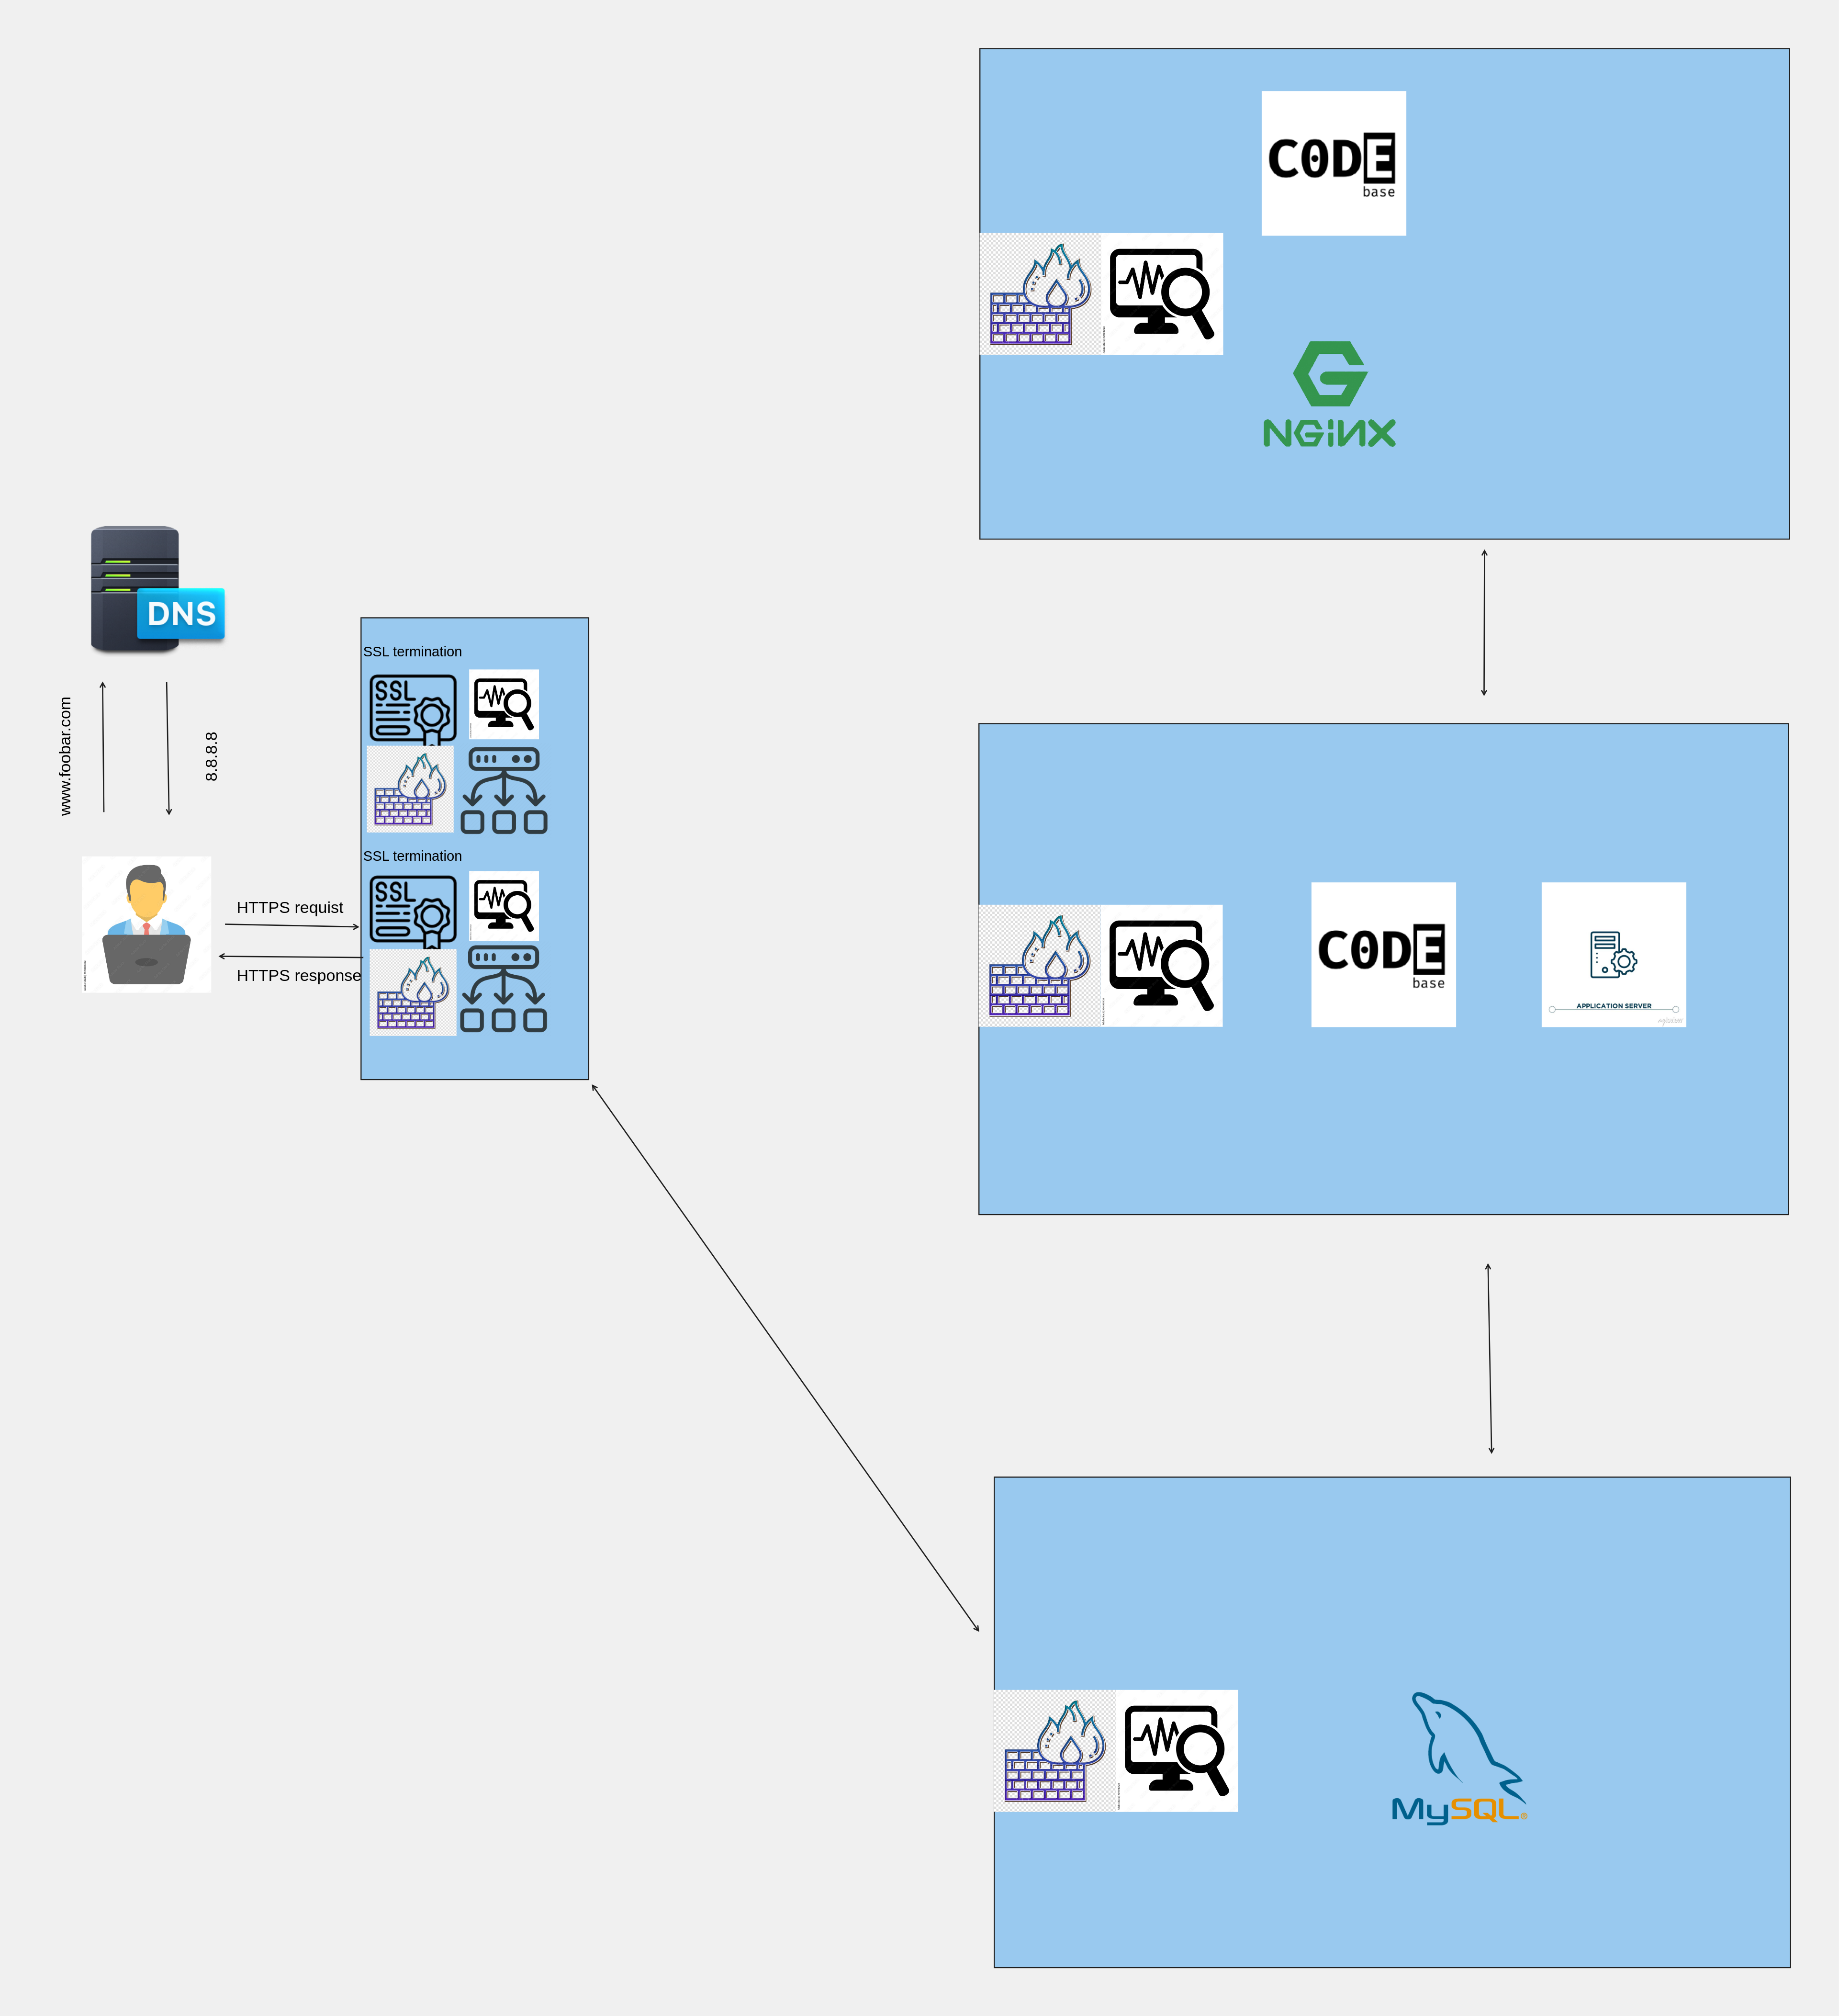 C0DE
base
NGiNX
DNS
www.foobar.com
8.8.8.8
SSL termination
SSL
SSL termination
SSL
HTTPS requist
HTTPS response
C0DE
base
APPLICATION SERVER
MySQL®